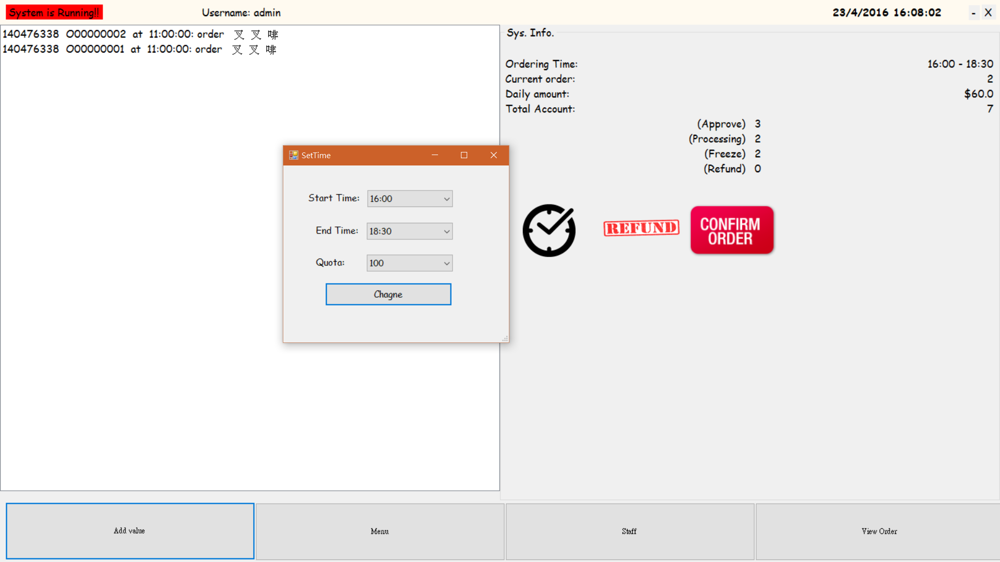 System is Running!!
Username: admin
23/4/2016 16:08:02
- X
140476338 O00000002 at 11:00:00: order 叉 叉 啡
140476338 O00000001 at 11:00:00: order 叉 叉 啡
Sys. Info.
Ordering Time: 16:00 - 18:30
Current order: 2
Daily amount: $60.0
Total Account: 7
(Approve) 3
(Processing) 2
(Freeze) 2
(Refund) 0
SetTime
Start Time: 16:00
End Time: 18:30
Quota: 100
Chagne
REFUND
CONFIRM
ORDER
Add value
Menu
Staff
View Order